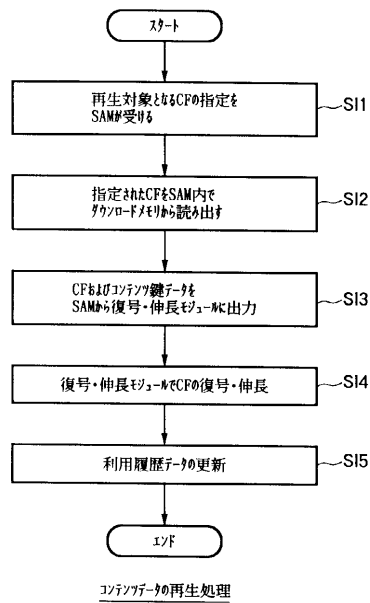 スタート
再生対象となるCFの指定を
SAMが受ける
S11
指定されたCFをSAM内で
ダウンロードメモリから読み出す
S12
CFおよびコンテンツ鍵データを
SAMから復号・伸長モジュールに出力
S13
復号・伸長モジュールでCFの復号・伸長
S14
利用履歴データの更新
S15
エンド
コンテンツデータの再生処理